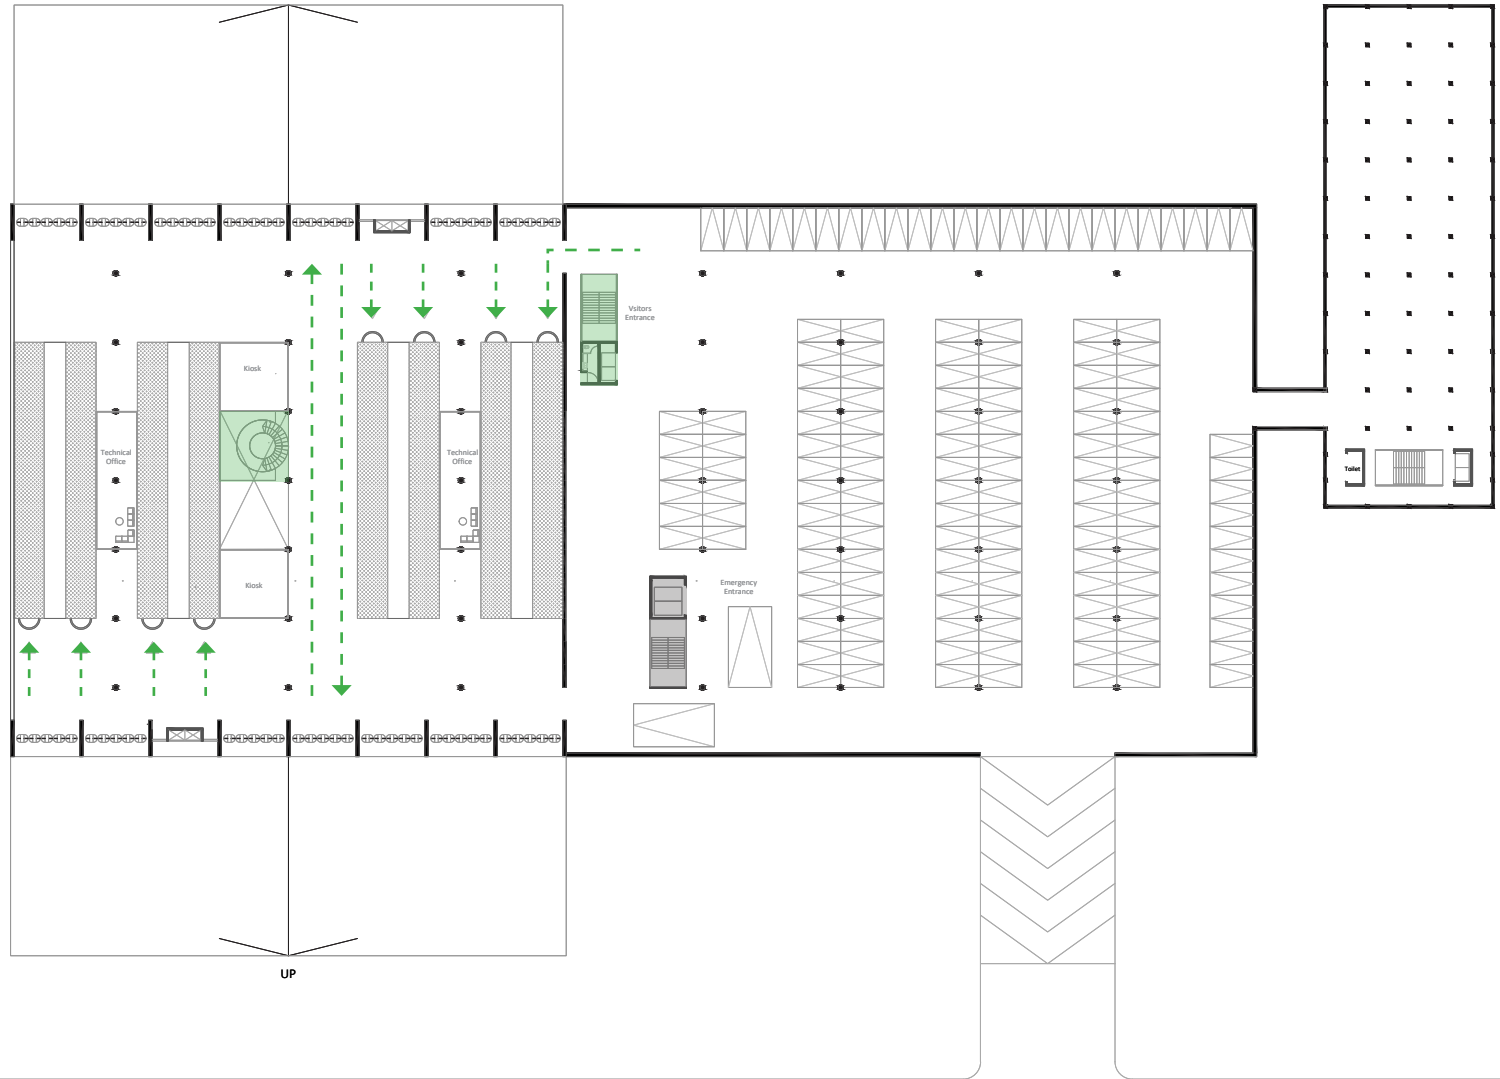 Vsitors
Entrance
Kiosk
Technical
Office
Technical
Office
Toilet
Kiosk
Emergency
Entrance
UP